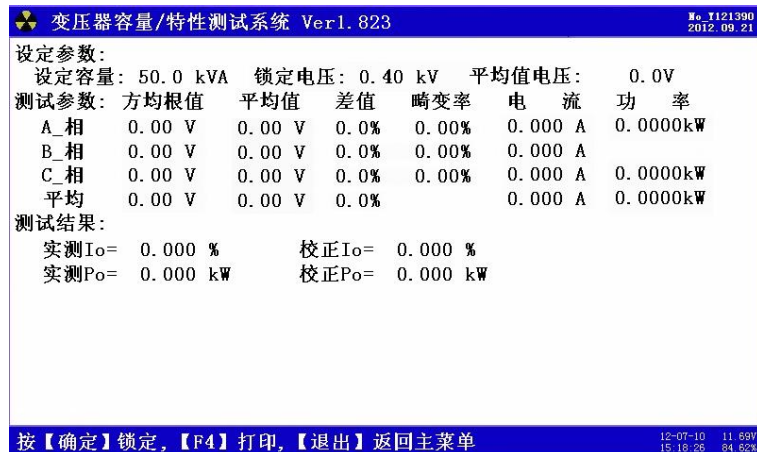 变压器容量/特性测试系统 Ver1.823 No_Y121390
2012.09.21
设定参数:
设定容量: 50.0 kVA 锁定电压: 0.40 kV 平均值电压: 0.0V
测试参数: 方均根值 平均值 差值 畸变率 电 流 功 率
A_相 0.00 V 0.00 V 0.0% 0.00% 0.000 A 0.0000kW
B_相 0.00 V 0.00 V 0.0% 0.00% 0.000 A
C_相 0.00 V 0.00 V 0.0% 0.00% 0.000 A 0.0000kW
平均 0.00 V 0.00 V 0.0% 0.000 A 0.0000kW
测试结果:
实测Io= 0.000 % 校正Io= 0.000 %
实测Po= 0.000 kW 校正Po= 0.000 kW
按【确定】锁定,【F4】打印,【退出】返回主菜单 12-07-10 11.69V
15:18:26 84.62%